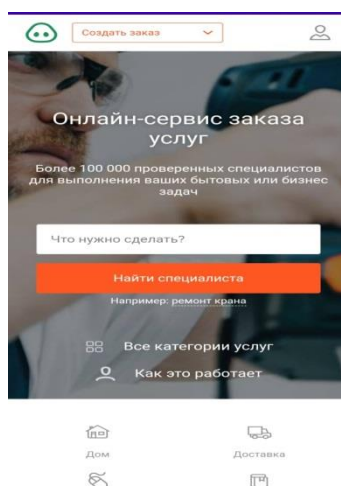 Создать заказ
Онлайн-сервис заказа
услуг
Более 100 000 проверенных специалистов
для выполнения ваших бытовых или бизнес
задач
Что нужно сделать?
Найти специалиста
Например: ремонт крана
Все категории услуг
Как это работает
Дом
Доставка